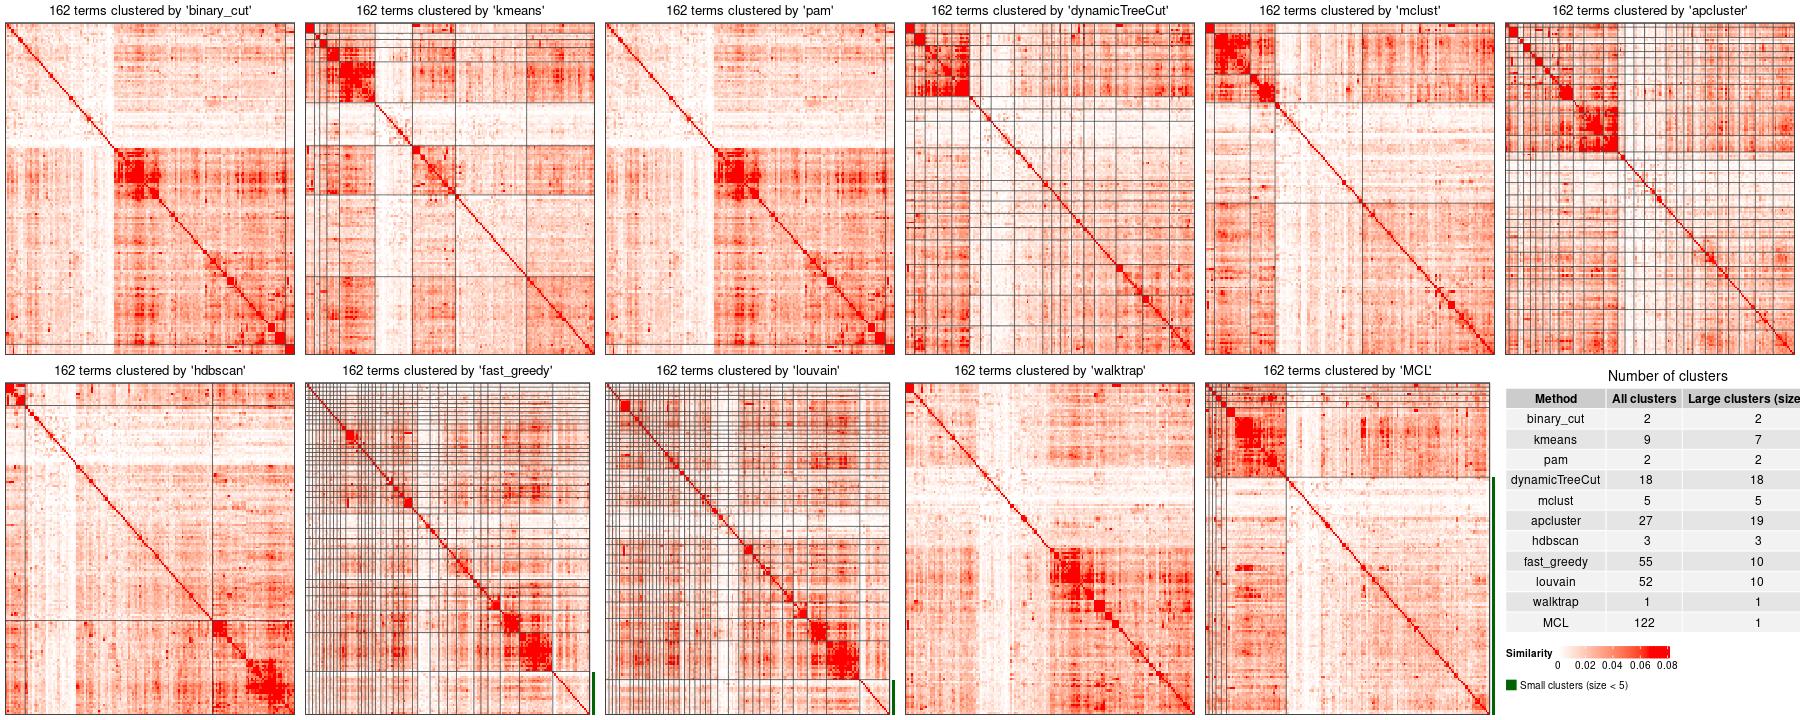 162 terms clustered by 'binary_cut'
162 terms clustered by 'kmeans'
162 terms clustered by 'pam'
162 terms clustered by 'dynamicTreeCut'
162 terms clustered by 'mclust'
162 terms clustered by 'apcluster'
162 terms clustered by 'hdbscan'
162 terms clustered by 'fast_greedy'
162 terms clustered by 'louvain'
162 terms clustered by 'walktrap'
162 terms clustered by 'MCL'
Number of clusters
Method All clusters Large clusters (size
binary_cut 2 2
kmeans 9 7
pam 2 2
dynamicTreeCut 18 18
mclust 5 5
apcluster 27 19
hdbscan 3 3
fast_greedy 55 10
louvain 52 10
walktrap 1 1
MCL 122 1
Similarity
0 0.02 0.04 0.06 0.08
Small clusters (size < 5)